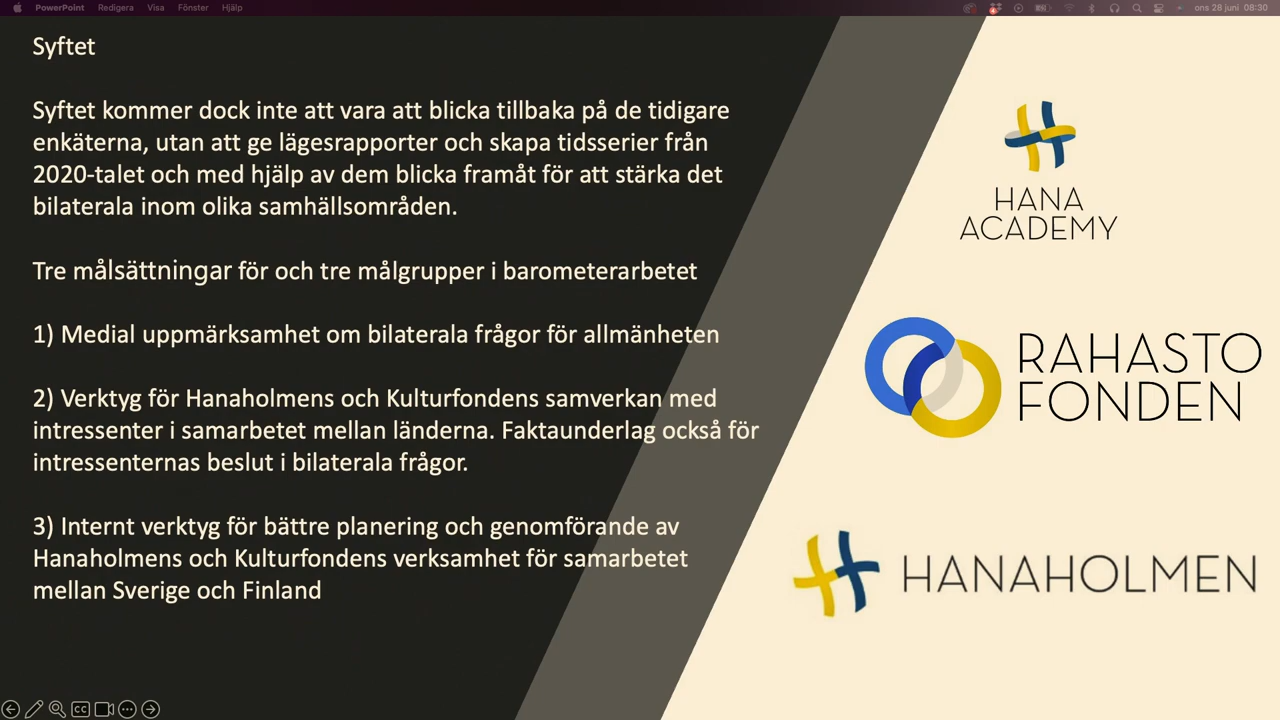 PowerPoint Redigera Visa Fönster Hjälp
ons 28 juni 08:30
Syftet
Syftet kommer dock inte att vara att blicka tillbaka på de tidigare
enkäterna, utan att ge lägesrapporter och skapa tidsserier från
2020-talet och med hjälp av dem blicka framåt för att stärka det
bilaterala inom olika samhällsområden.
Tre målsättningar för och tre målgrupper i barometerarbetet
1) Medial uppmärksamhet om bilaterala frågor för allmänheten
2) Verktyg för Hanaholmens och Kulturfondens samverkan med
intressenter i samarbetet mellan länderna. Faktaunderlag också för
intressenternas beslut i bilaterala frågor.
3) Internt verktyg för bättre planering och genomförande av
Hanaholmens och Kulturfondens verksamhet för samarbetet
mellan Sverige och Finland
HANA
ACADEMY
RAHASTO
FONDEN
HANAHOLMEN
CC